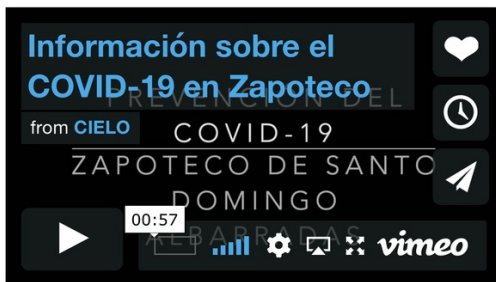 Información sobre el
COVID-19 en Zapoteco
from CIELO
PREVENCIÓN DEL
COVID-19
ZAPOTECO DE SANTO
DOMINGO
ALBARRADAS
00:57
vimeo